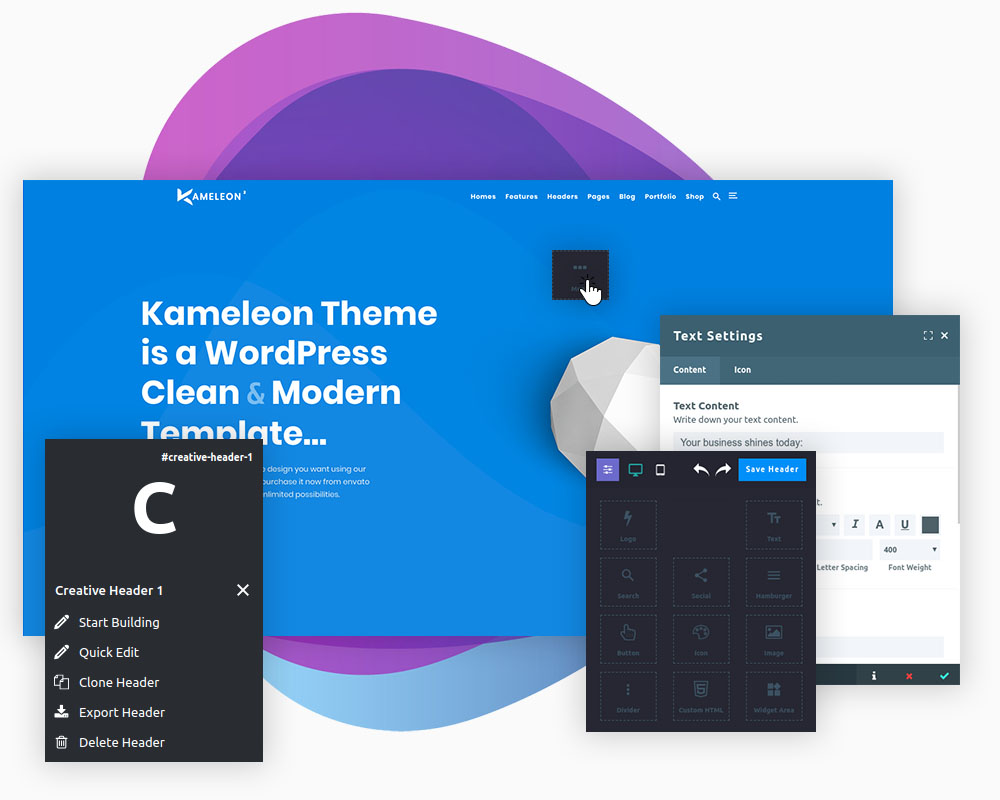 KAMELEON³
Homes Features Headers Pages Blog Portfolio Shop
Kameleon Theme
is a WordPress
Clean & Modern
Template...
design you want using our
purchase it now from envato
unlimited possibilities.
#creative-header-1
C
Creative Header 1
Start Building
Quick Edit
Clone Header
Export Header
Delete Header
Text Settings
Content Icon
Text Content
Write down your text content.
Your business shines today:
I A U
400
Letter Spacing Font Weight
Save Header
Logo Text
Search Social Hamburger
Button Icon Image
Divider Custom HTML Widget Area